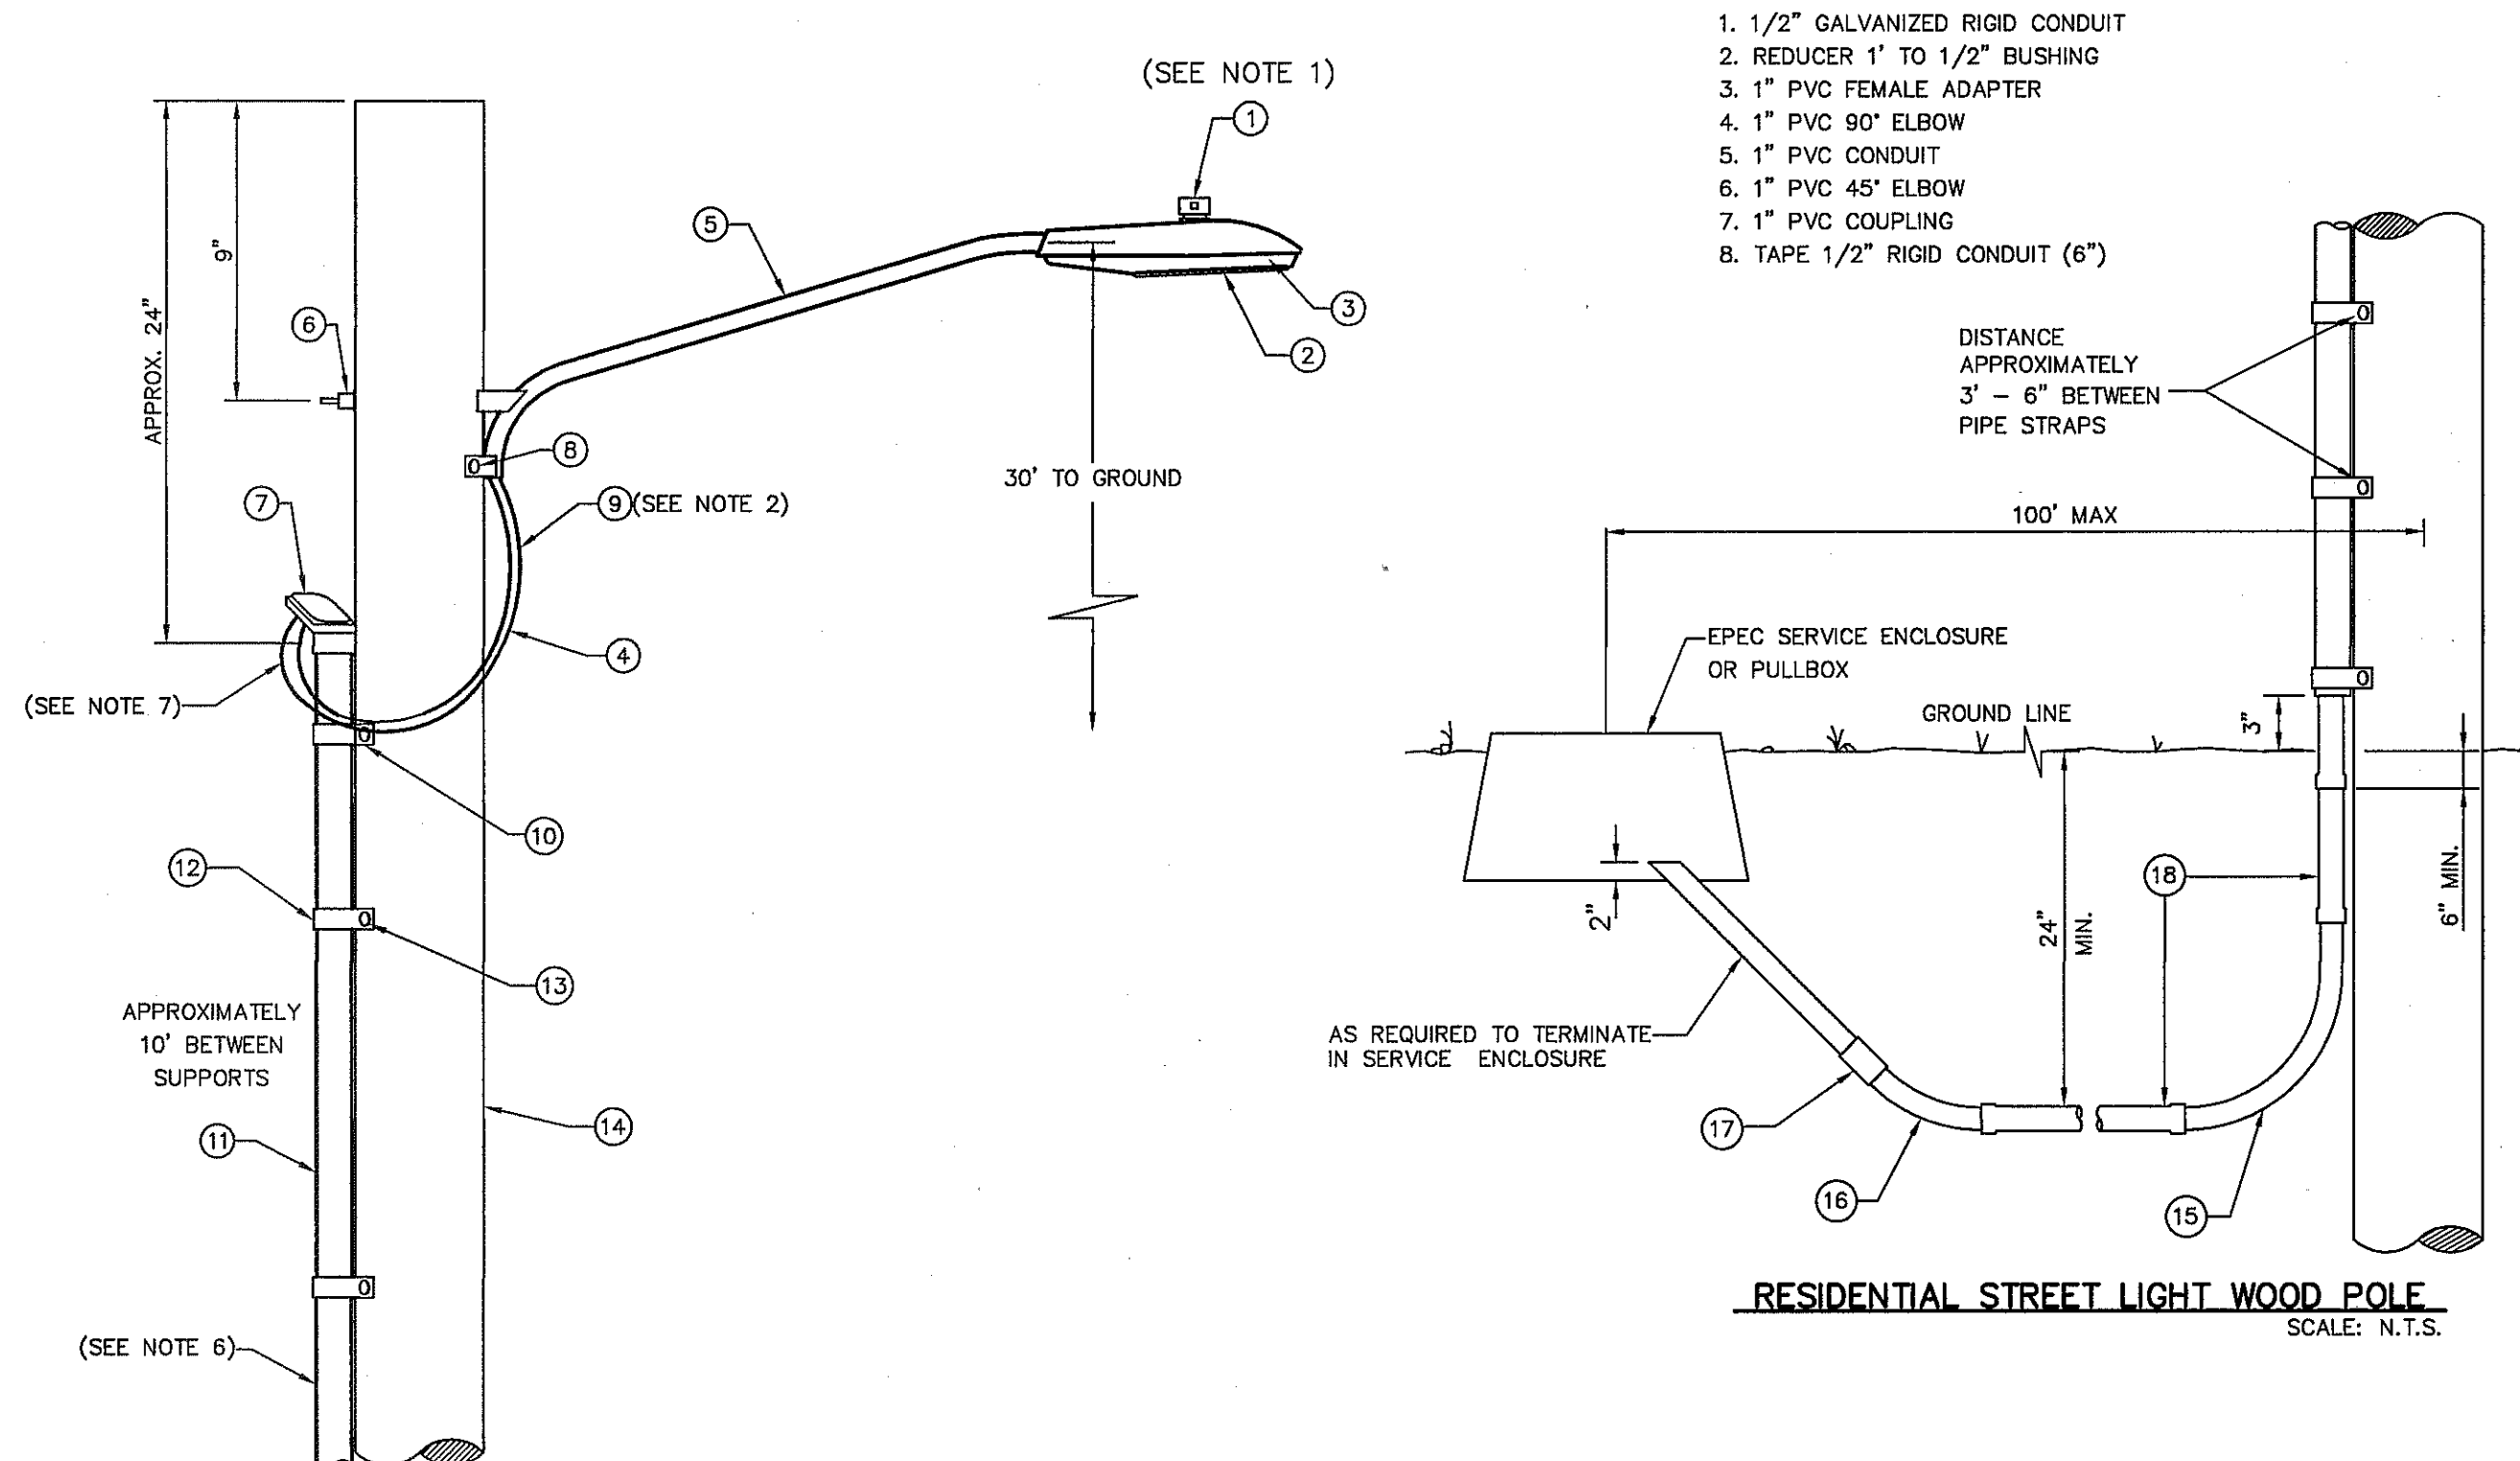 (SEE NOTE 1)
1
9"
APPROX. 24"
5
6
3
2
8
30' TO GROUND
7
9 (SEE NOTE 2)
4
(SEE NOTE 7)
10
12
13
APPROXIMATELY
10' BETWEEN
SUPPORTS
14
11
(SEE NOTE 6)
1. 1/2" GALVANIZED RIGID CONDUIT
2. REDUCER 1' TO 1/2" BUSHING
3. 1" PVC FEMALE ADAPTER
4. 1" PVC 90° ELBOW
5. 1" PVC CONDUIT
6. 1" PVC 45° ELBOW
7. 1" PVC COUPLING
8. TAPE 1/2" RIGID CONDUIT (6")
DISTANCE
APPROXIMATELY
3' - 6" BETWEEN
PIPE STRAPS
100' MAX
EPEC SERVICE ENCLOSURE
OR PULLBOX
GROUND LINE
3"
18
6" MIN.
2"
24"
MIN.
AS REQUIRED TO TERMINATE
IN SERVICE ENCLOSURE
17
16
15
RESIDENTIAL STREET LIGHT WOOD POLE
SCALE: N.T.S.